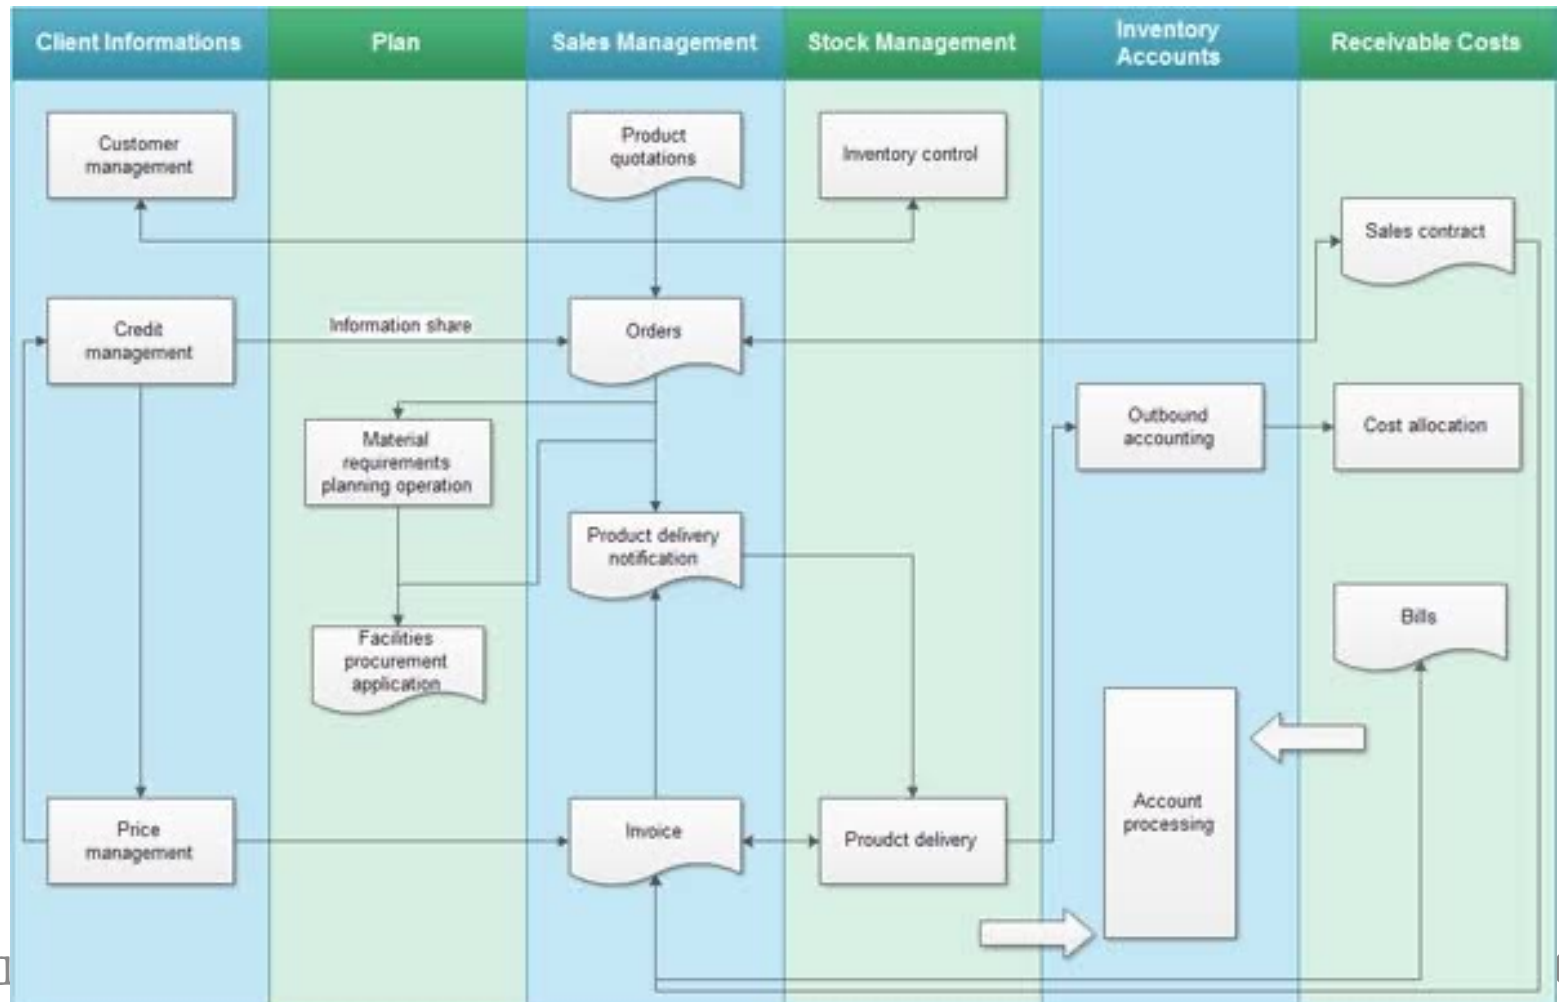 Client Informations
Plan
Sales Management
Stock Management
Inventory
Accounts
Receivable Costs
Customer
management
Product
quotations
Inventory control
Sales contract
Credit
management
Information share
Orders
Outbound
accounting
Cost allocation
Material
requirements
planning operation
Product delivery
notification
Bills
Facilities
procurement
application
Account
processing
Price
management
Invoice
Proudct delivery